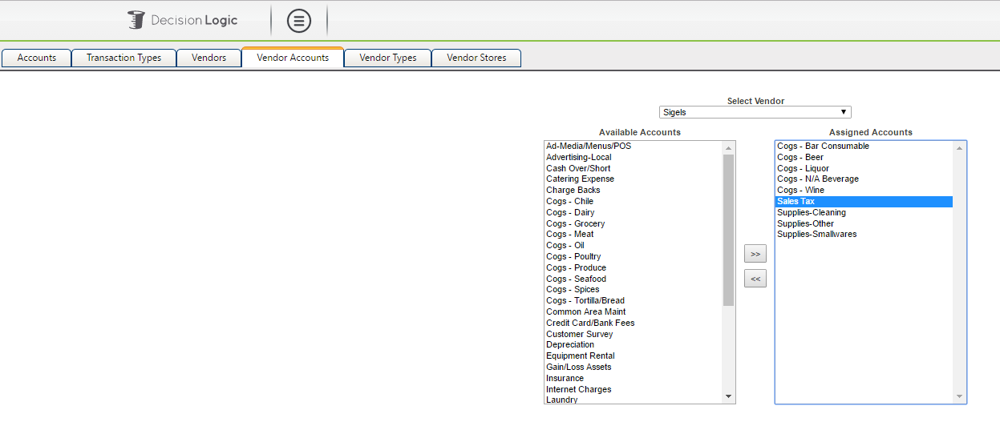 Decision Logic
Accounts
Transaction Types
Vendors
Vendor Accounts
Vendor Types
Vendor Stores
Select Vendor
Sigels
Available Accounts
Ad-Media/Menus/POS
Advertising-Local
Cash Over/Short
Catering Expense
Charge Backs
Cogs - Chile
Cogs - Dairy
Cogs - Grocery
Cogs - Meat
Cogs - Oil
Cogs - Poultry
Cogs - Produce
Cogs - Seafood
Cogs - Spices
Cogs - Tortilla/Bread
Common Area Maint
Credit Card/Bank Fees
Customer Survey
Depreciation
Equipment Rental
Gain/Loss Assets
Insurance
Internet Charges
Laundry
>>
<<
Assigned Accounts
Cogs - Bar Consumable
Cogs - Beer
Cogs - Liquor
Cogs - N/A Beverage
Cogs - Wine
Sales Tax
Supplies-Cleaning
Supplies-Other
Supplies-Smallwares